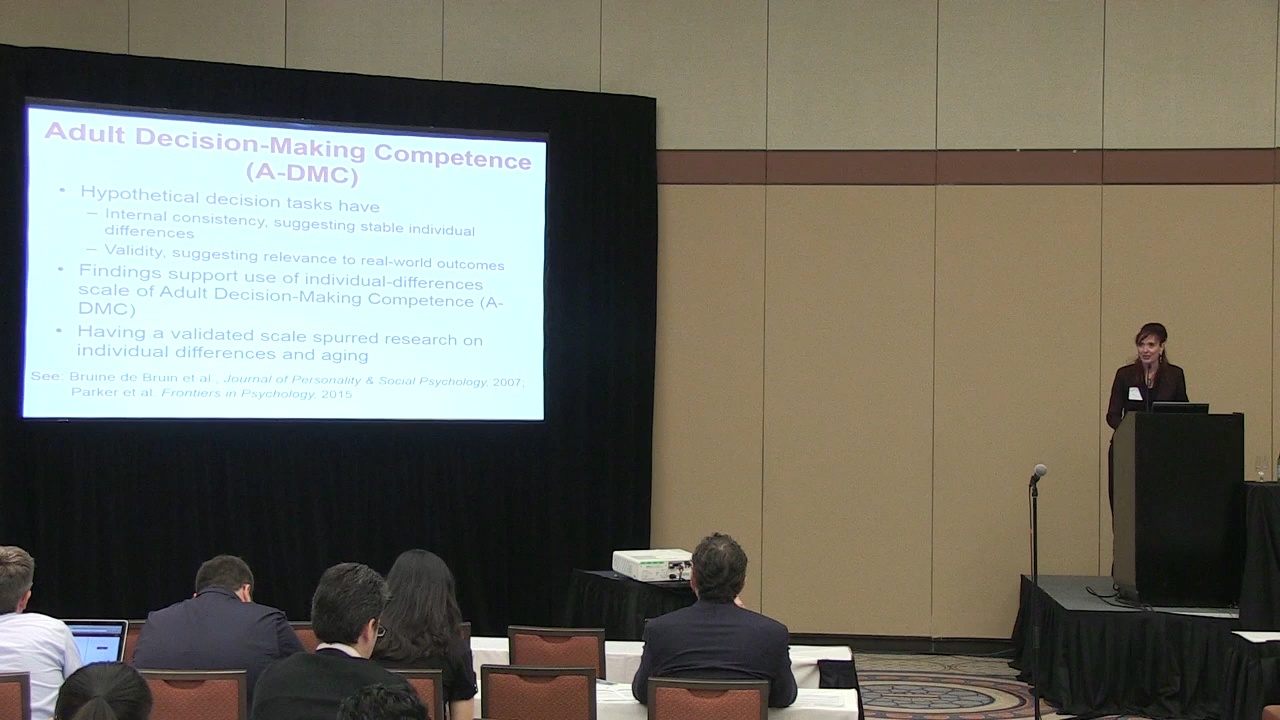 Adult Decision-Making Competence
(A-DMC)
• Hypothetical decision tasks have
– Internal consistency, suggesting stable individual
differences
– Validity, suggesting relevance to real-world outcomes
• Findings support use of individual-differences
scale of Adult Decision-Making Competence (A-
DMC)
• Having a validated scale spurred research on
individual differences and aging
See: Bruine de Bruin et al., Journal of Personality & Social Psychology, 2007;
Parker et al. Frontiers in Psychology, 2015